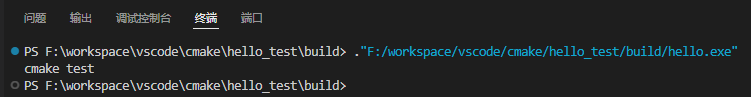 问题 输出 调试控制台 终端 端口
PS F:\workspace\vscode\cmake\hello_test\build> ."F:/workspace/vscode/cmake/hello_test/build/hello.exe"
cmake test
PS F:\workspace\vscode\cmake\hello_test\build>